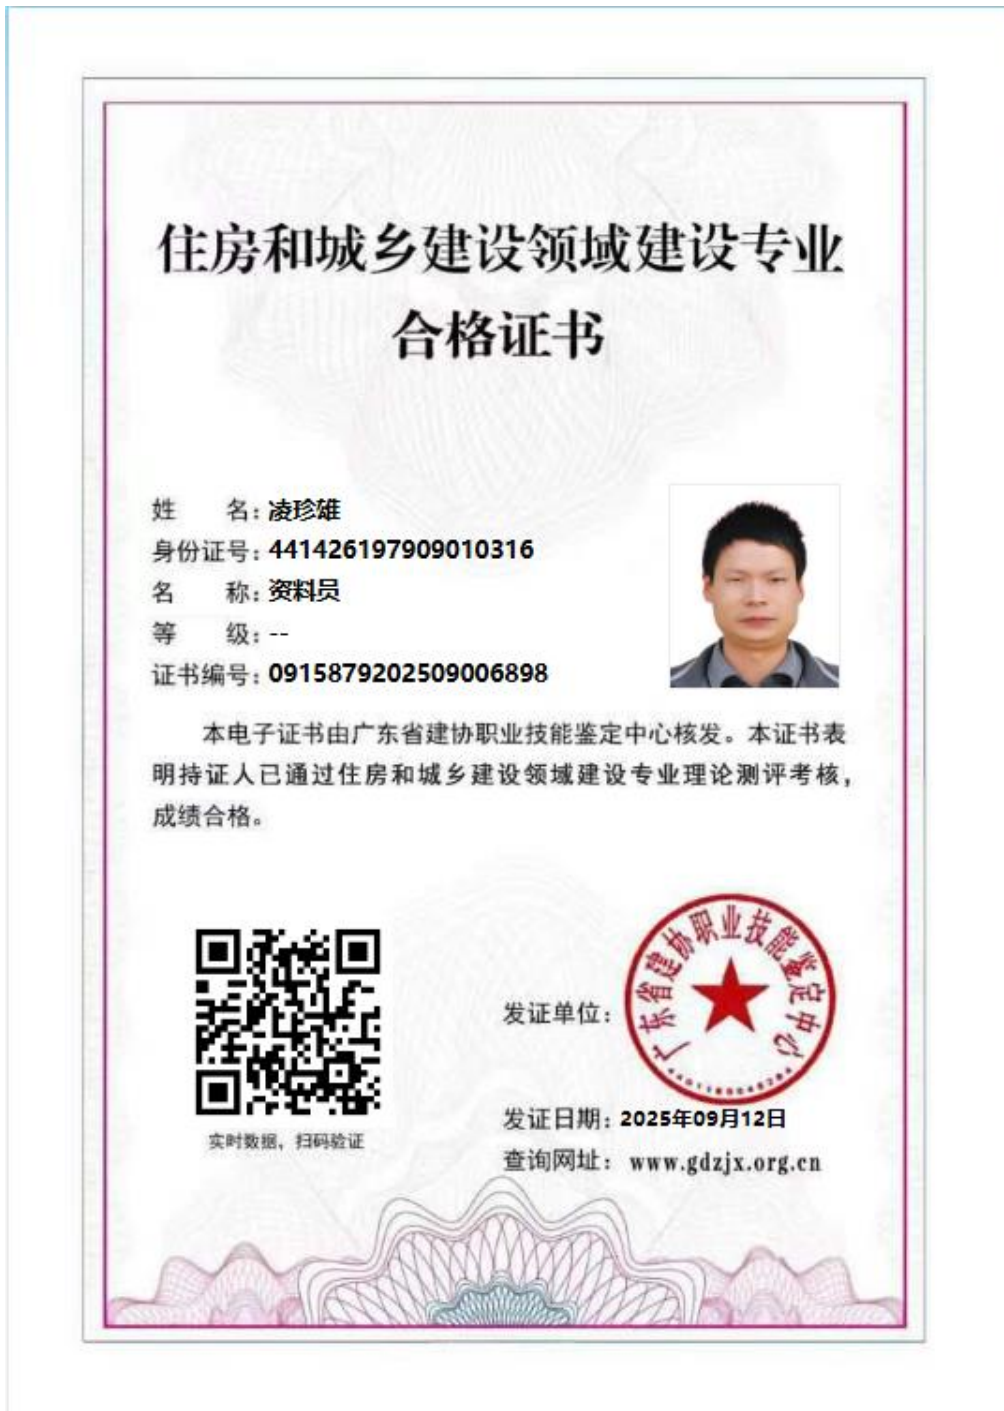 住房和城乡建设领域建设专业
合格证书
姓 名：凌珍雄
身份证号：441426197909010316
名 称：资料员
等 级：--
证书编号：0915879202509006898
本电子证书由广东省建协职业技能鉴定中心核发。本证书表
明持证人已通过住房和城乡建设领域建设专业理论测评考核，
成绩合格。
实时数据，扫码验证
发证单位：
广东省建协职业技能鉴定中心
发证日期：2025年09月12日
查询网址：www.gdzjx.org.cn